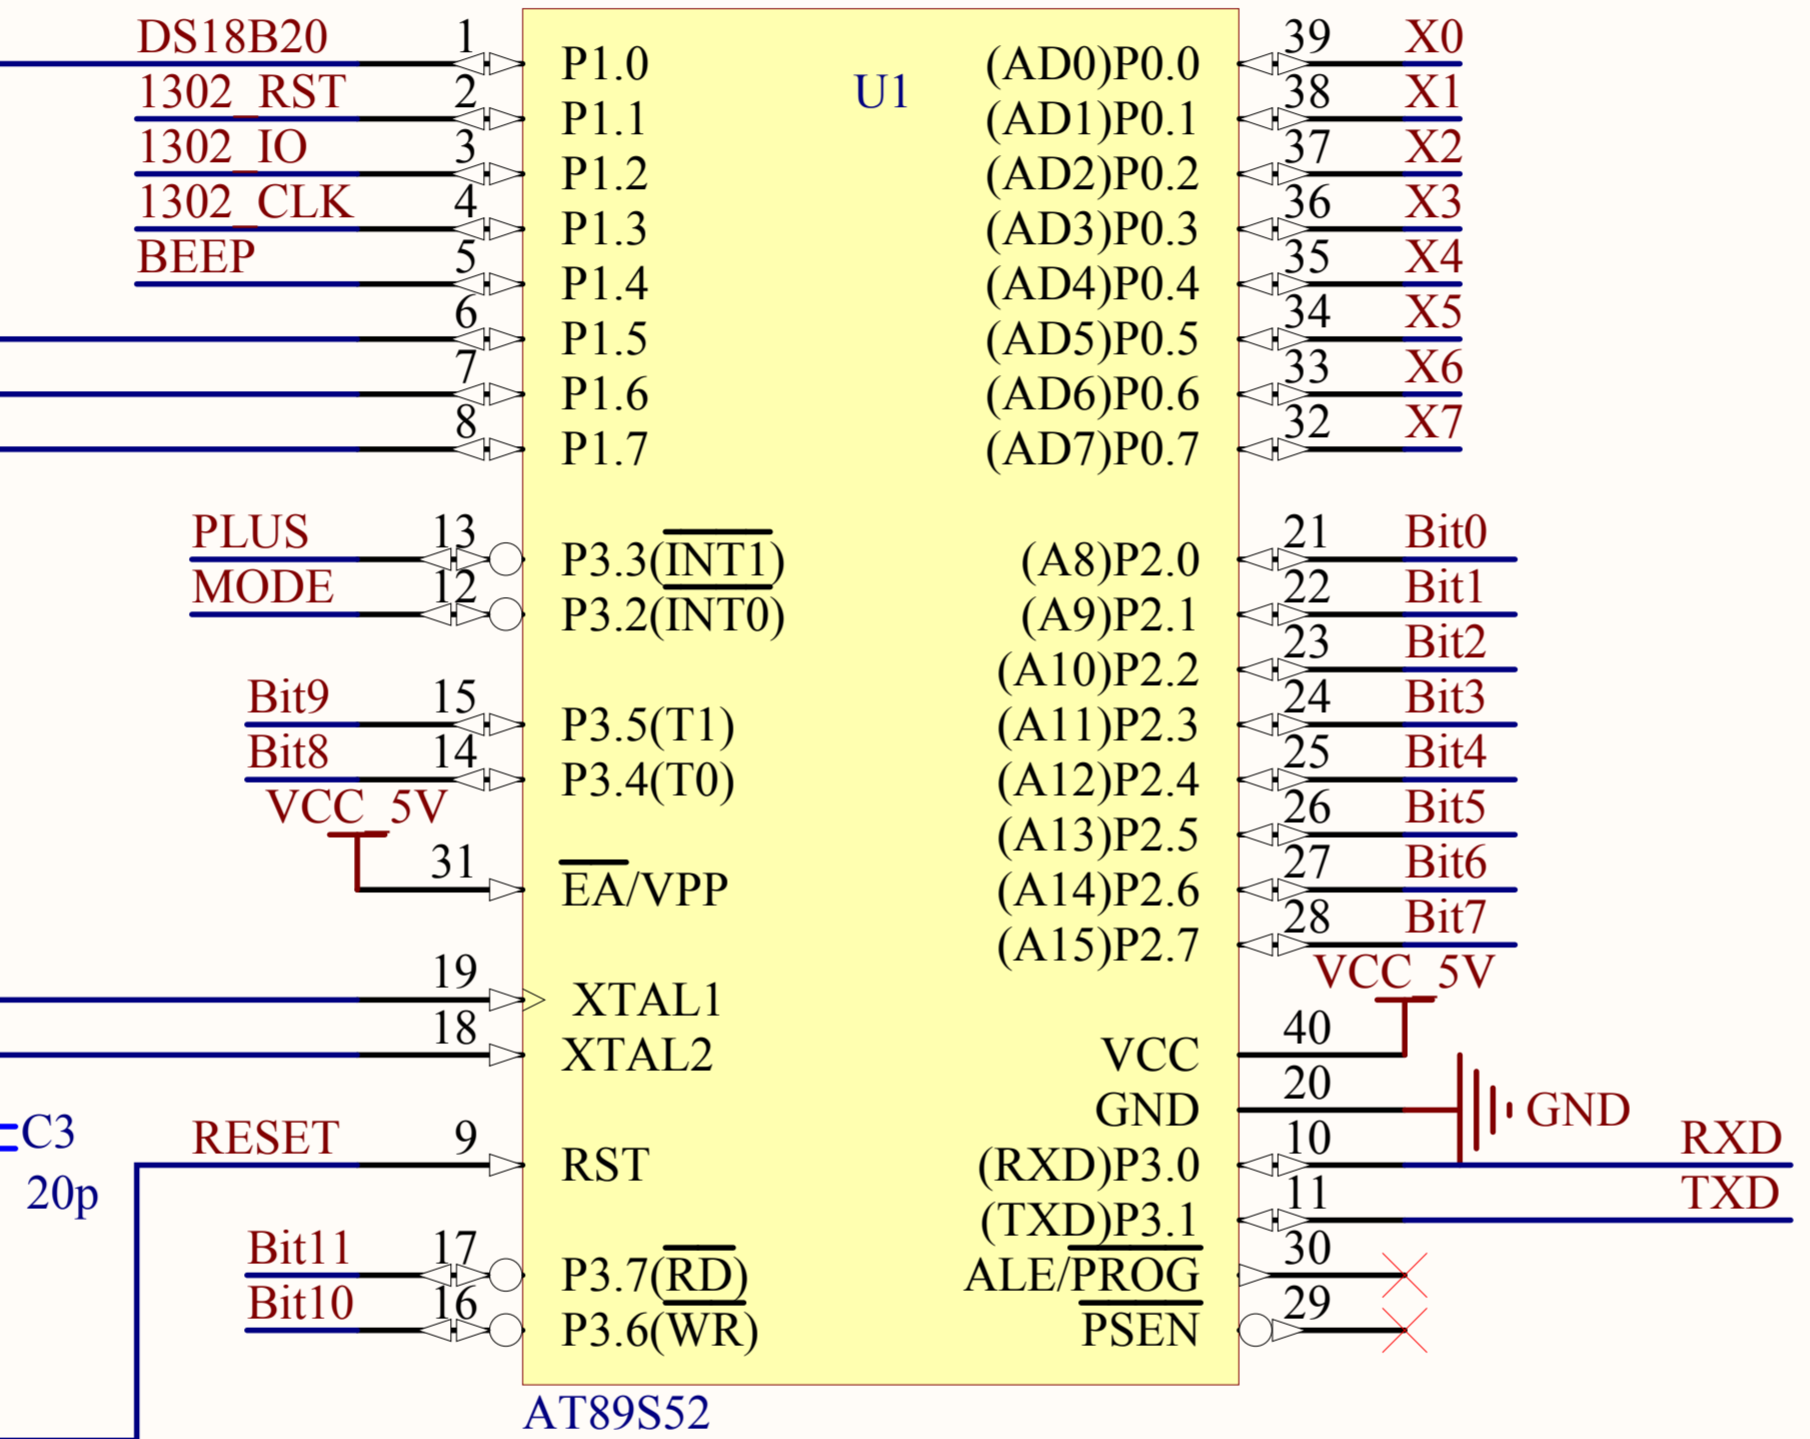 DS18B20 1 P1.0 U1 (AD0)P0.0 39 X0
1302_RST 2 P1.1 (AD1)P0.1 38 X1
1302_IO 3 P1.2 (AD2)P0.2 37 X2
1302_CLK 4 P1.3 (AD3)P0.3 36 X3
BEEP 5 P1.4 (AD4)P0.4 35 X4
6 P1.5 (AD5)P0.5 34 X5
7 P1.6 (AD6)P0.6 33 X6
8 P1.7 (AD7)P0.7 32 X7
PLUS 13 P3.3(INT1) (A8)P2.0 21 Bit0
MODE 12 P3.2(INT0) (A9)P2.1 22 Bit1
(A10)P2.2 23 Bit2
Bit9 15 P3.5(T1) (A11)P2.3 24 Bit3
Bit8 14 P3.4(T0) (A12)P2.4 25 Bit4
VCC_5V (A13)P2.5 26 Bit5
31 EA/VPP (A14)P2.6 27 Bit6
(A15)P2.7 28 Bit7
VCC_5V
19 XTAL1
18 XTAL2 VCC 40
GND 20 GND
C3 RESET 9 RST (RXD)P3.0 10 RXD
20p (TXD)P3.1 11 TXD
Bit11 17 P3.7(RD) ALE/PROG 30
Bit10 16 P3.6(WR) PSEN 29
AT89S52